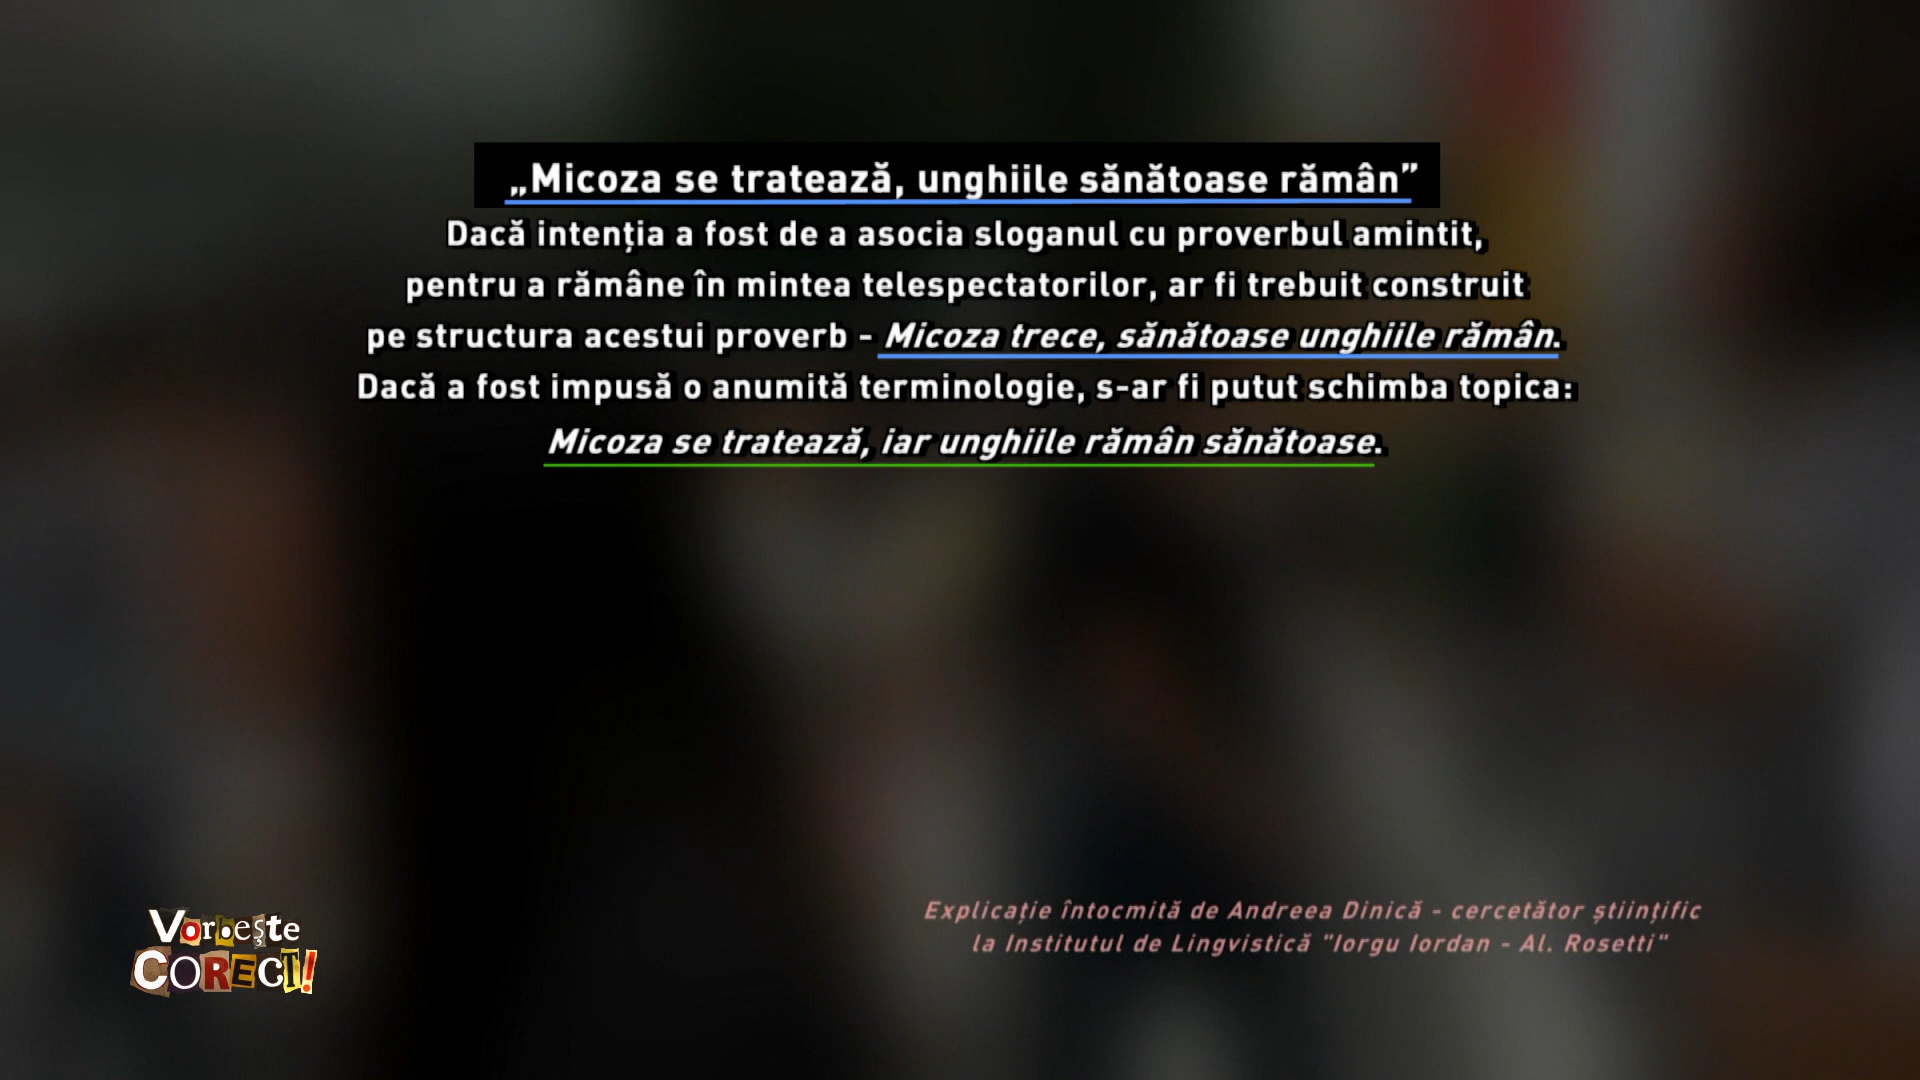 „Micoza se tratează, unghiile sănătoase rămân”
Dacă intenția a fost de a asocia sloganul cu proverbul amintit,
pentru a rămâne în mintea telespectatorilor, ar fi trebuit construit
pe structura acestui proverb - Micoza trece, sănătoase unghiile rămân.
Dacă a fost impusă o anumită terminologie, s-ar fi putut schimba topica:
Micoza se tratează, iar unghiile rămân sănătoase.
Explicație întocmită de Andreea Dinică - cercetător științific
la Institutul de Lingvistică "Iorgu Iordan - Al. Rosetti"
Vorbește
CORECT!